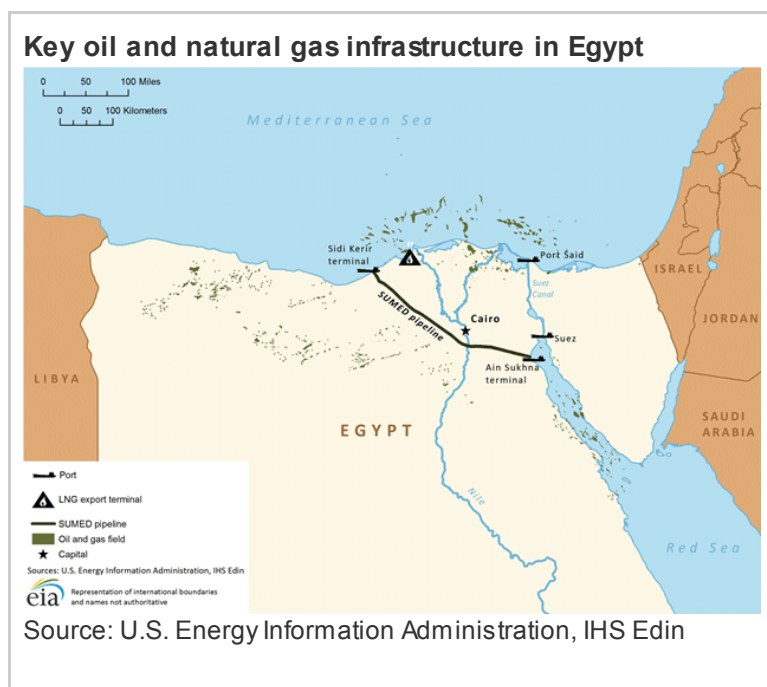 Key oil and natural gas infrastructure in Egypt
0 50 100 Miles
0 50 100 Kilometers
Mediterranean Sea
Sidi Kerir
terminal
Port Said
Suez
Canal
ISRAEL
SUMED pipeline
Cairo
JORDAN
Suez
Ain Sukhna
terminal
LIBYA
SAUDI
ARABIA
EGYPT
Port
LNG export terminal
Nile
SUMED pipeline
Oil and gas field
Capital
Red Sea
Sources: U.S. Energy Information Administration, IHS Edin
eia
Representation of international boundaries
and names not authoritative
Source: U.S. Energy Information Administration, IHS Edin